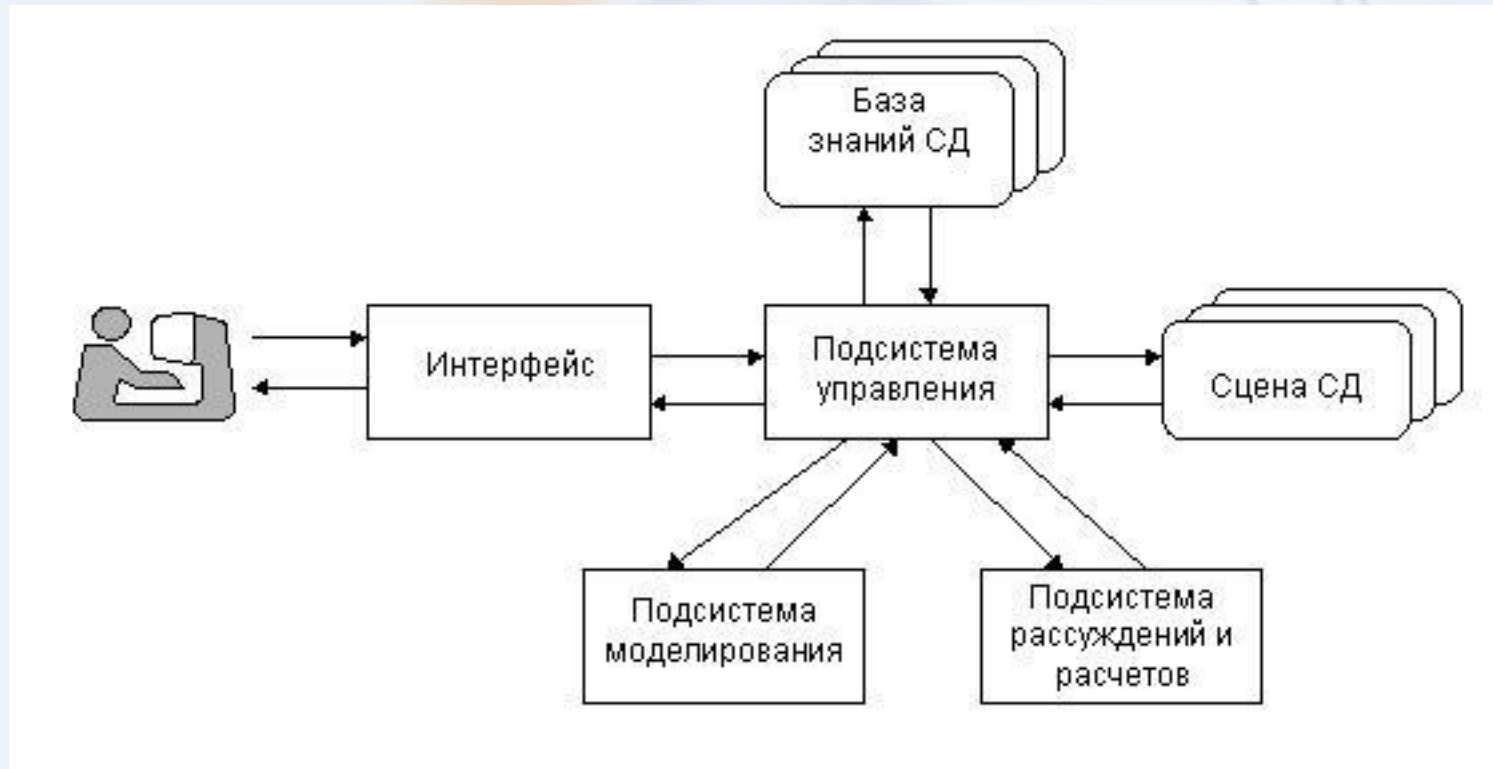 База
знаний СД
Интерфейс
Подсистема
управления
Сцена СД
Подсистема
моделирования
Подсистема
рассуждений и
расчетов